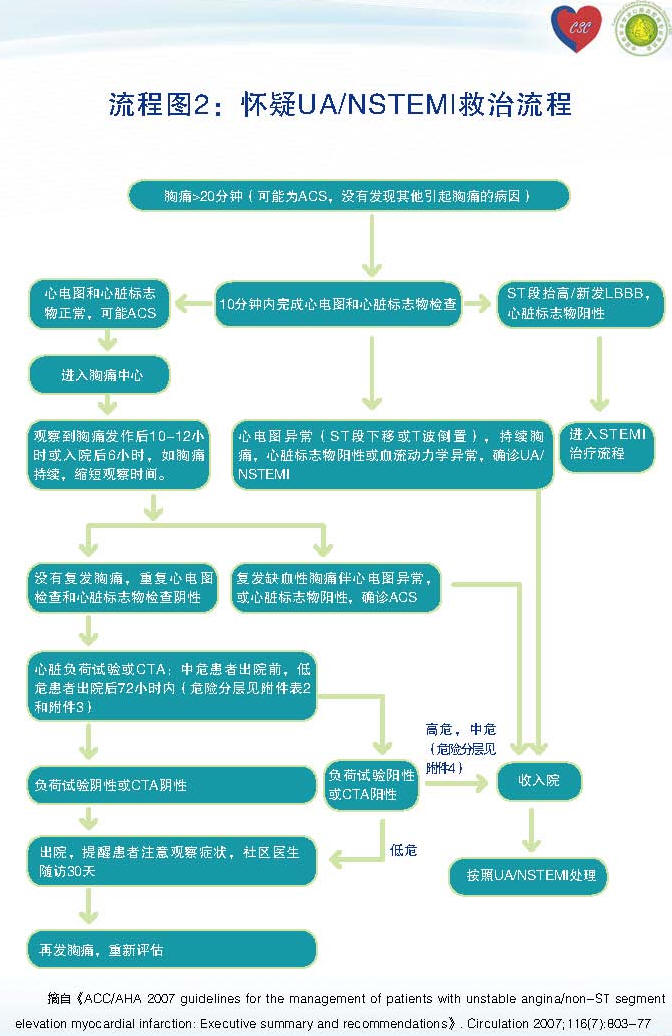 CSC
流程图2：怀疑UA/NSTEMI救治流程
胸痛>20分钟（可能为ACS，没有发现其他引起胸痛的病因）
心电图和心脏标志
物正常，可能ACS
10分钟内完成心电图和心脏标志物检查
ST段抬高/新发LBBB，
心脏标志物阳性
进入胸痛中心
观察到胸痛发作后10-12小
时或入院后6小时，如胸痛
持续，缩短观察时间。
心电图异常（ST段下移或T波倒置），持续胸
痛，心脏标志物阳性或血流动力学异常，确诊UA/
NSTEMI
进入STEMI
治疗流程
没有复发胸痛，重复心电图
检查和心脏标志物检查阴性
复发缺血性胸痛伴心电图异常，
或心脏标志物阳性，确诊ACS
心脏负荷试验或CTA；中危患者出院前，低
危患者出院后72小时内（危险分层见附件表2
和附件3）
高危，中危
（危险分层见
附件4）
负荷试验阴性或CTA阴性
负荷试验阳性
或CTA阳性
收入院
出院，提醒患者注意观察症状，社区医生
随访30天
低危
按照UA/NSTEMI处理
再发胸痛，重新评估
摘自《ACC/AHA 2007 guidelines for the management of patients with unstable angina/non-ST segment
elevation myocardial infarction: Executive summary and recommendations》. Circulation 2007;116(7):803-77